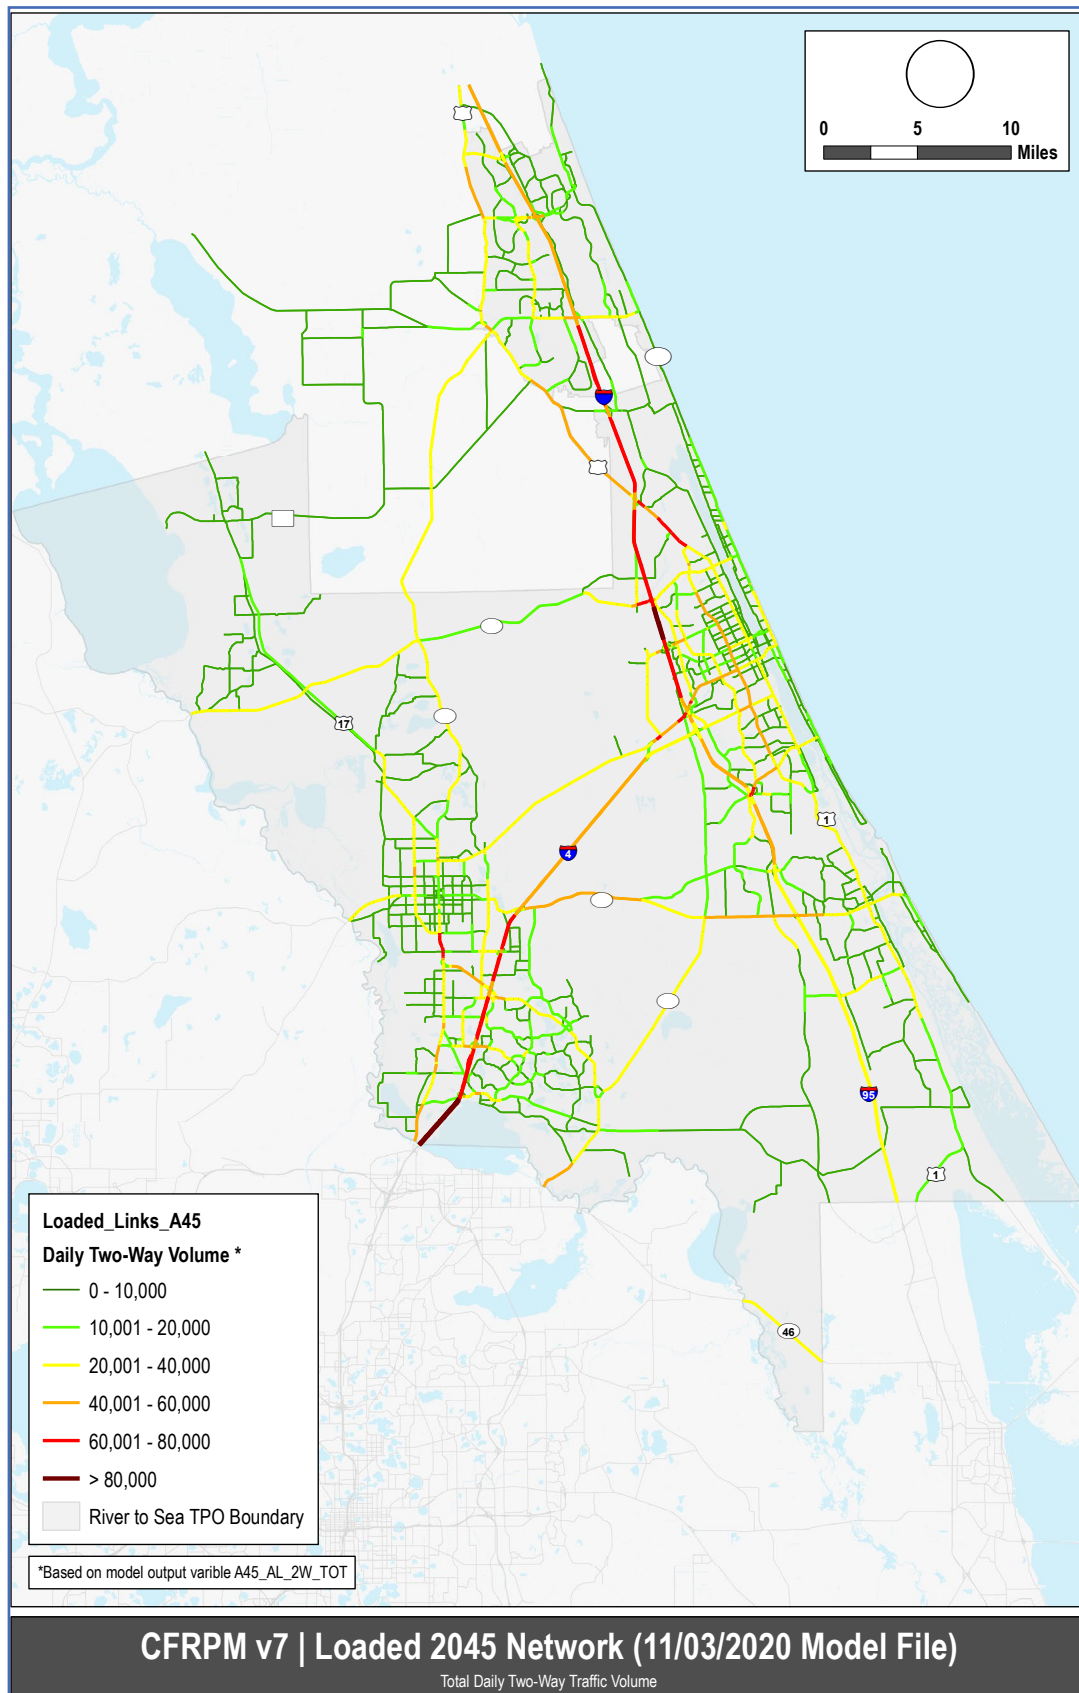 0 5 10
Miles
17
1
4
95
1
46
Loaded_Links_A45
Daily Two-Way Volume *
0 - 10,000
10,001 - 20,000
20,001 - 40,000
40,001 - 60,000
60,001 - 80,000
> 80,000
River to Sea TPO Boundary
*Based on model output varible A45_AL_2W_TOT
CFRPM v7 | Loaded 2045 Network (11/03/2020 Model File)
Total Daily Two-Way Traffic Volume